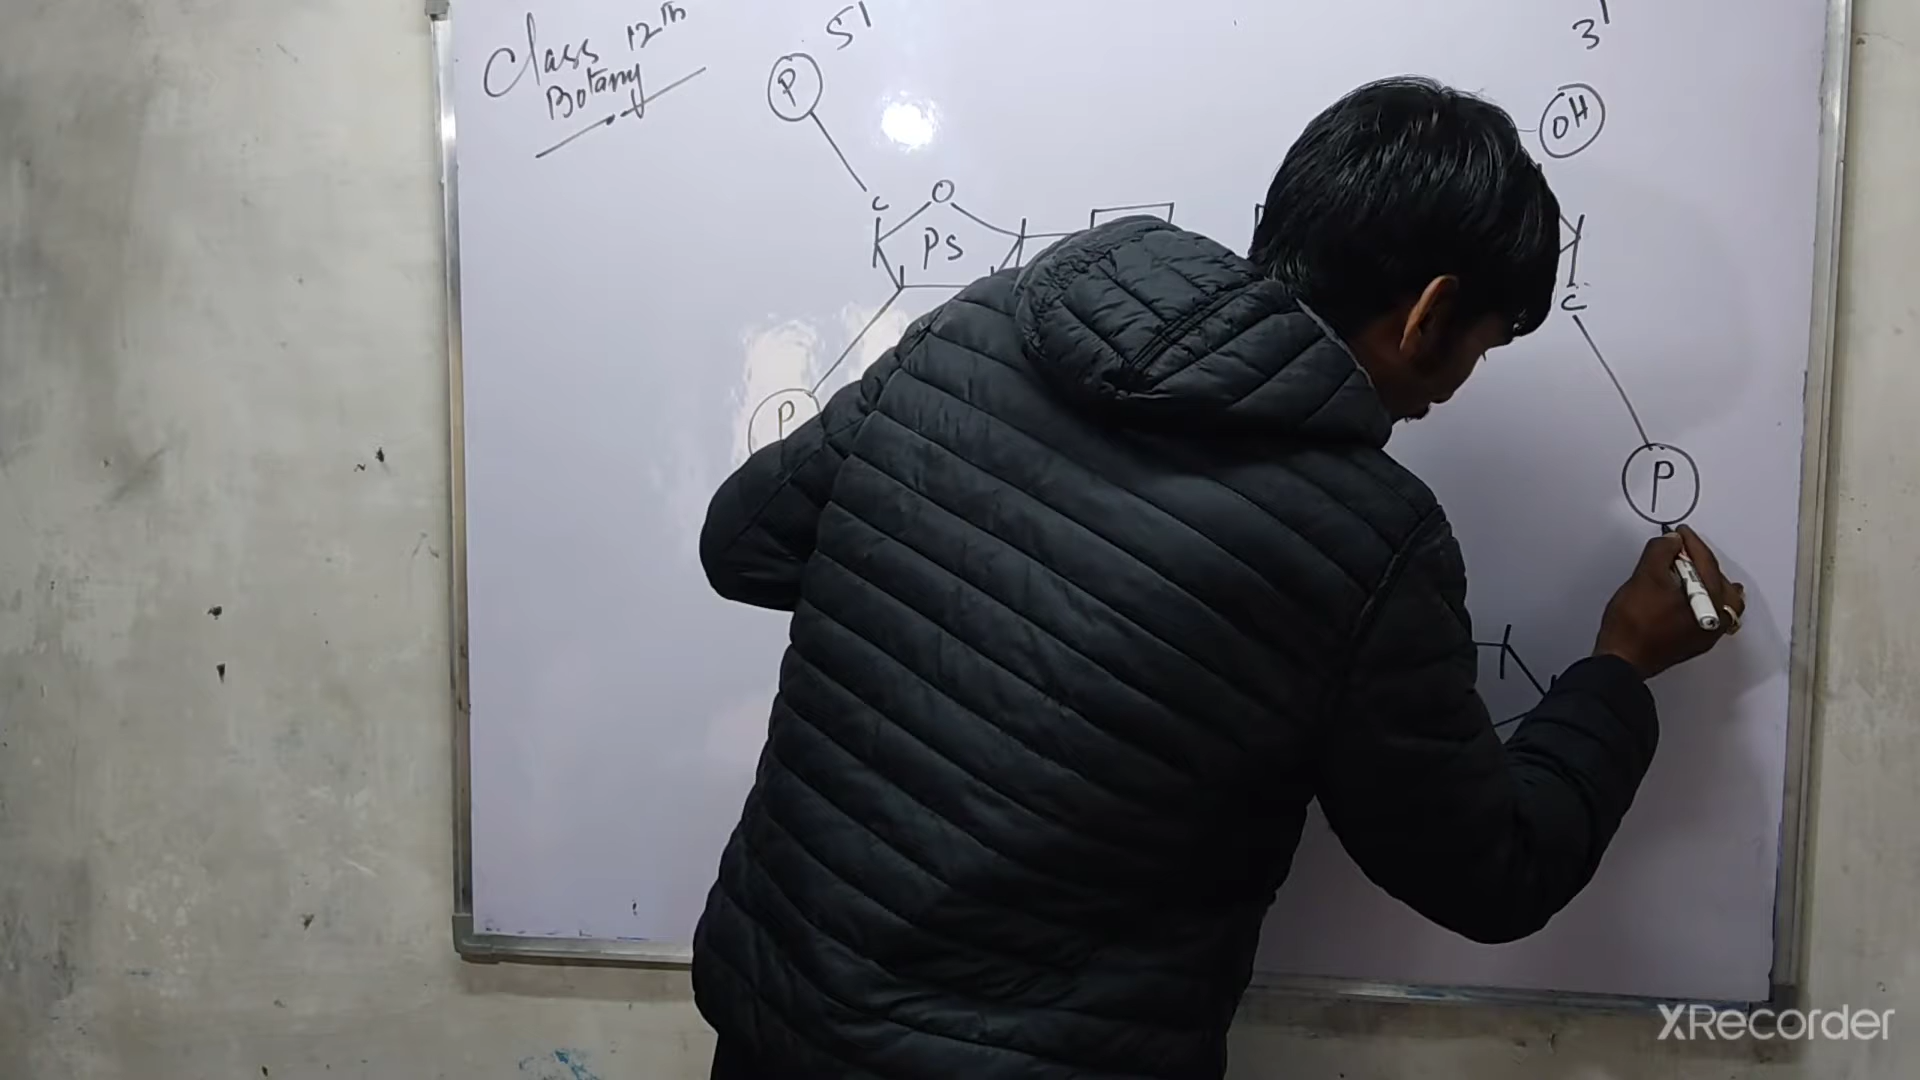 Class 12th
Botany
5'
3'
P
OH
C
O
PS
C
P
P
XRecorder